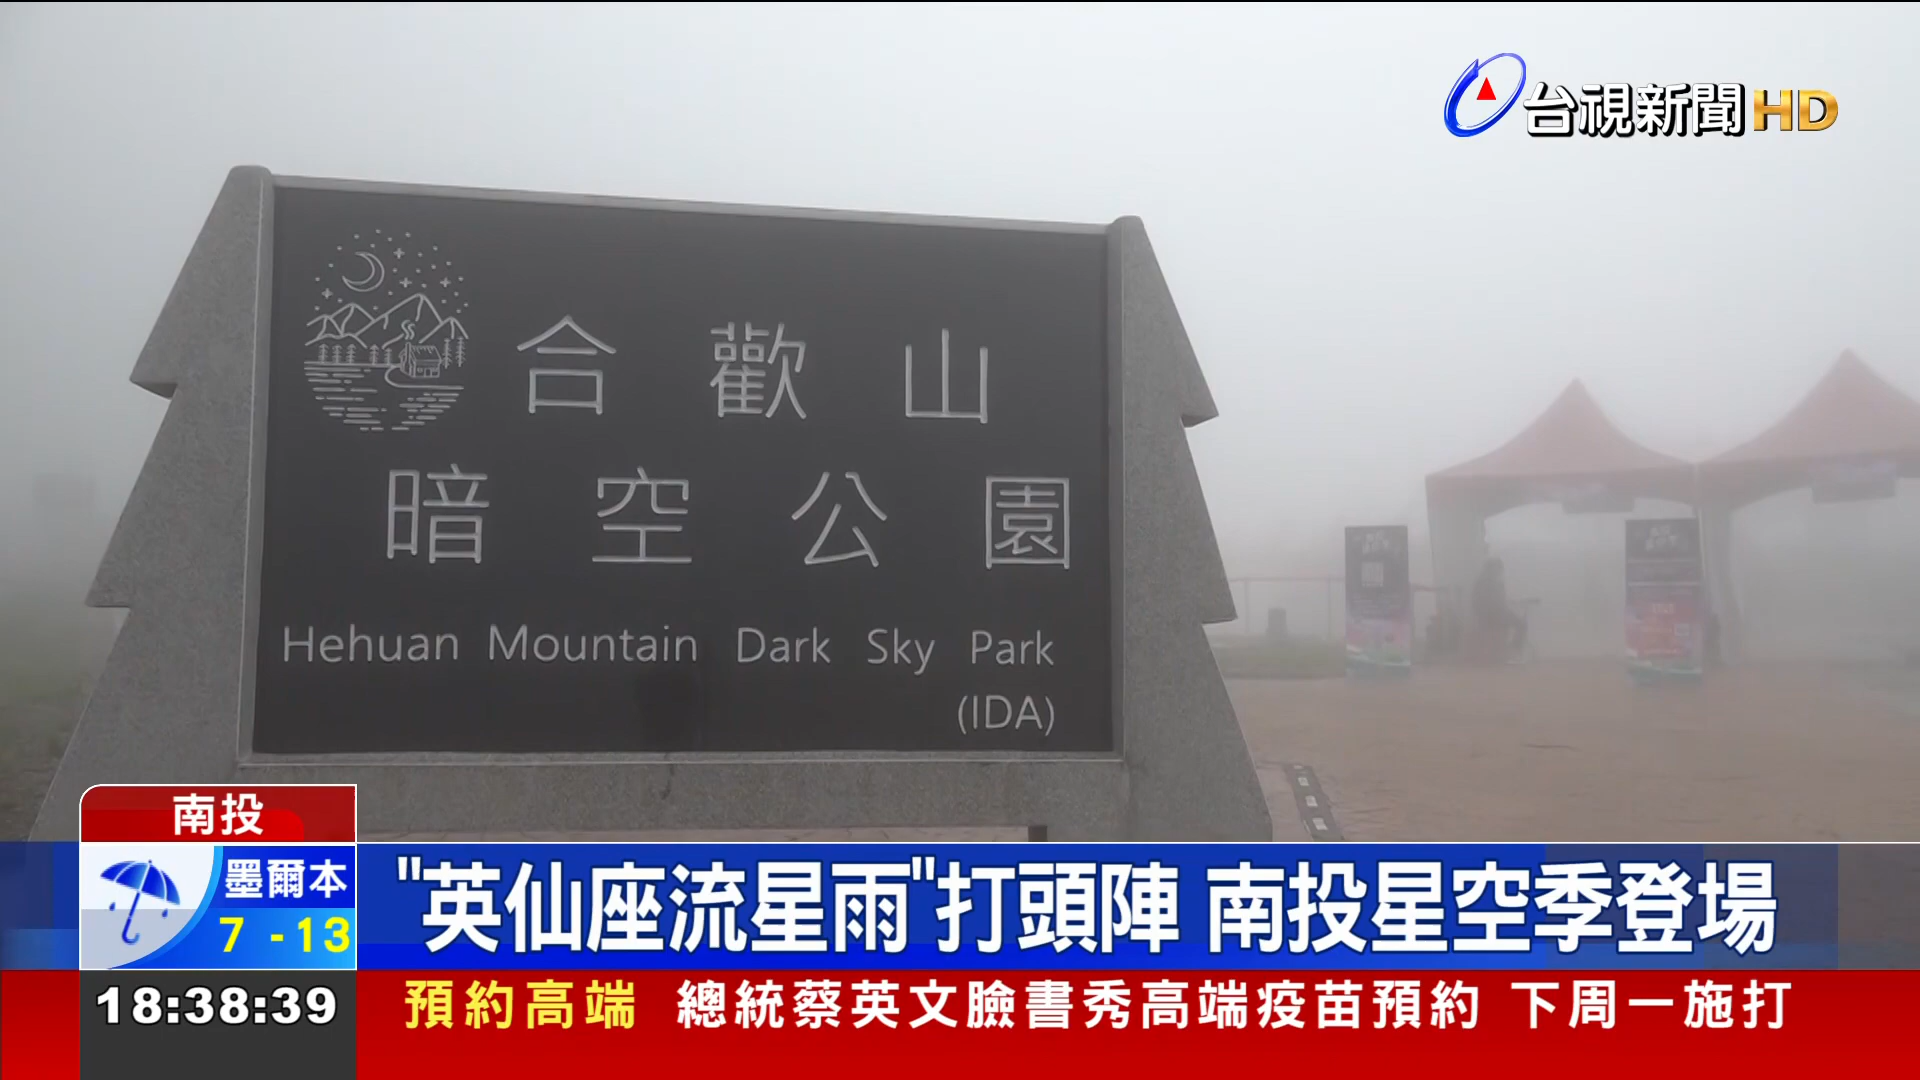 台視新聞HD
合歡山
暗空公園
Hehuan Mountain Dark Sky Park
(IDA)
南投
墨爾本
7 - 13
"英仙座流星雨"打頭陣 南投星空季登場
18:38:39
預約高端 總統蔡英文臉書秀高端疫苗預約 下周一施打